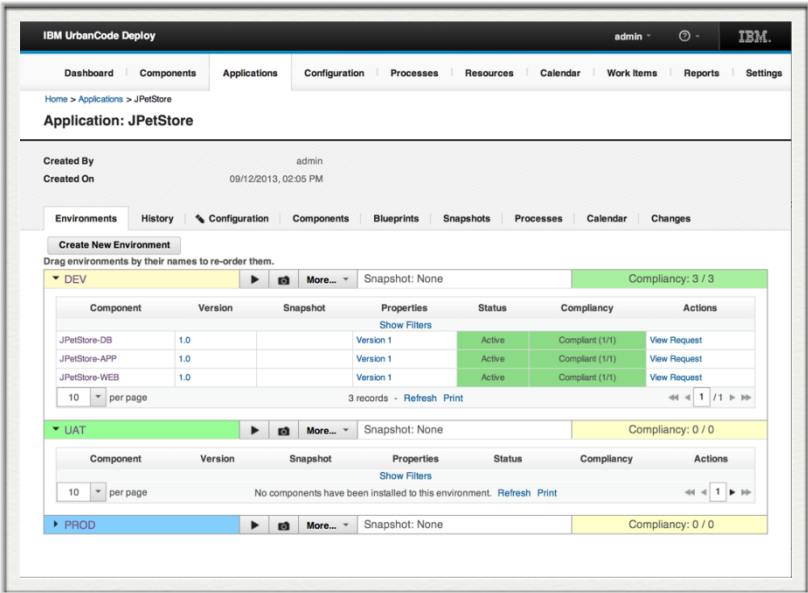 IBM UrbanCode Deploy admin IBM.
Dashboard Components Applications Configuration Processes Resources Calendar Work Items Reports Settings
Home > Applications > JPetStore
Application: JPetStore
Created By admin
Created On 09/12/2013, 02:05 PM
Environments History Configuration Components Blueprints Snapshots Processes Calendar Changes
Create New Environment
Drag environments by their names to re-order them.
DEV More... Snapshot: None Compliancy: 3 / 3
Component Version Snapshot Properties Status Compliancy Actions
Show Filters
JPetStore-DB 1.0 Version 1 Active Compliant (1/1) View Request
JPetStore-APP 1.0 Version 1 Active Compliant (1/1) View Request
JPetStore-WEB 1.0 Version 1 Active Compliant (1/1) View Request
10 per page 3 records - Refresh Print 1 / 1
UAT More... Snapshot: None Compliancy: 0 / 0
Component Version Snapshot Properties Status Compliancy Actions
Show Filters
10 per page No components have been installed to this environment. Refresh Print 1
PROD More... Snapshot: None Compliancy: 0 / 0